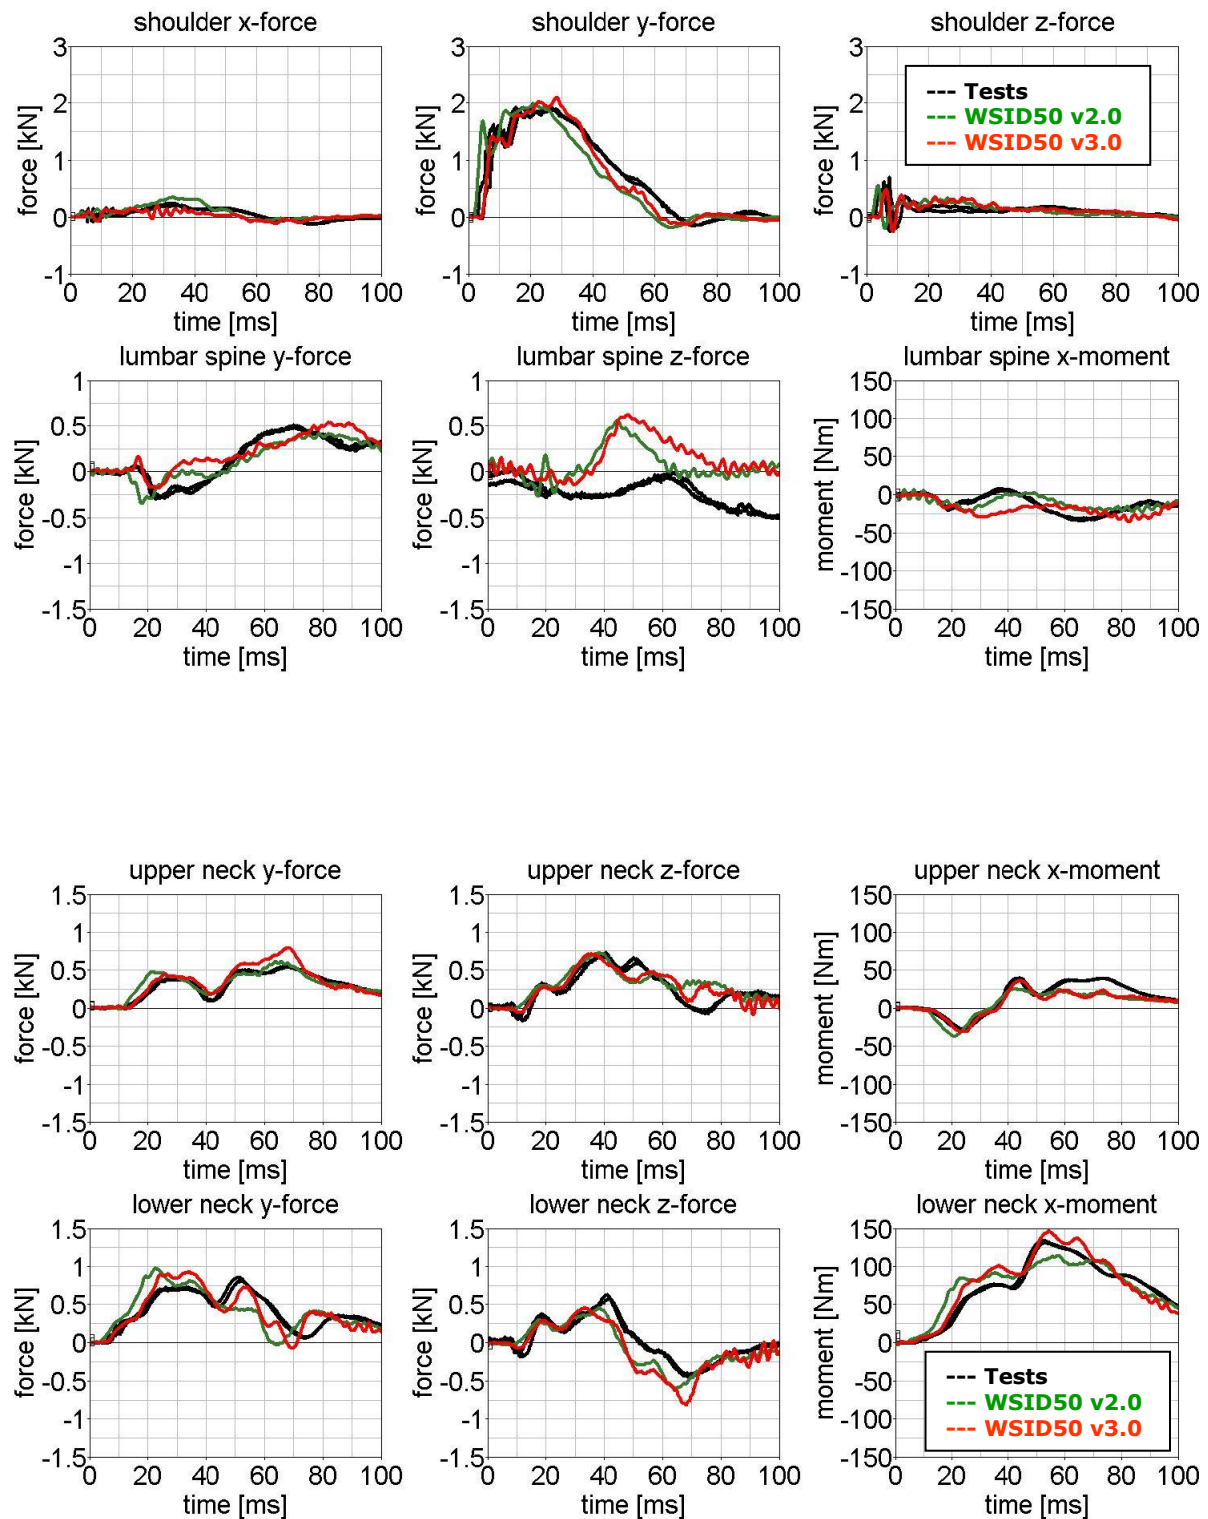 shoulder x-force shoulder y-force shoulder z-force
3 3 3
--- Tests
2 2 2
--- WSID50 v2.0
--- WSID50 v3.0
1 1 1
0 0 0
-1 -1 -1
force [kN] force [kN] force [kN]
0 20 40 60 80 100 0 20 40 60 80 100 0 20 40 60 80 100
time [ms] time [ms] time [ms]
lumbar spine y-force lumbar spine z-force lumbar spine x-moment
1 1 150
100
0.5 0.5 50
0 0 0
-0.5 -0.5 -50
-1 -1 -100
-1.5 -1.5 -150
force [kN] force [kN] moment [Nm]
0 20 40 60 80 100 0 20 40 60 80 100 0 20 40 60 80 100
time [ms] time [ms] time [ms]
upper neck y-force upper neck z-force upper neck x-moment
1.5 1.5 150
1 1 100
0.5 0.5 50
0 0 0
-0.5 -0.5 -50
-1 -1 -100
-1.5 -1.5 -150
force [kN] force [kN] moment [Nm]
0 20 40 60 80 100 0 20 40 60 80 100 0 20 40 60 80 100
time [ms] time [ms] time [ms]
lower neck y-force lower neck z-force lower neck x-moment
1.5 1.5 150
1 1 100
0.5 0.5 50
0 0 0
--- Tests
-0.5 -0.5 -50
--- WSID50 v2.0
-1 -1 -100
--- WSID50 v3.0
-1.5 -1.5 -150
force [kN] force [kN] moment [Nm]
0 20 40 60 80 100 0 20 40 60 80 100 0 20 40 60 80 100
time [ms] time [ms] time [ms]